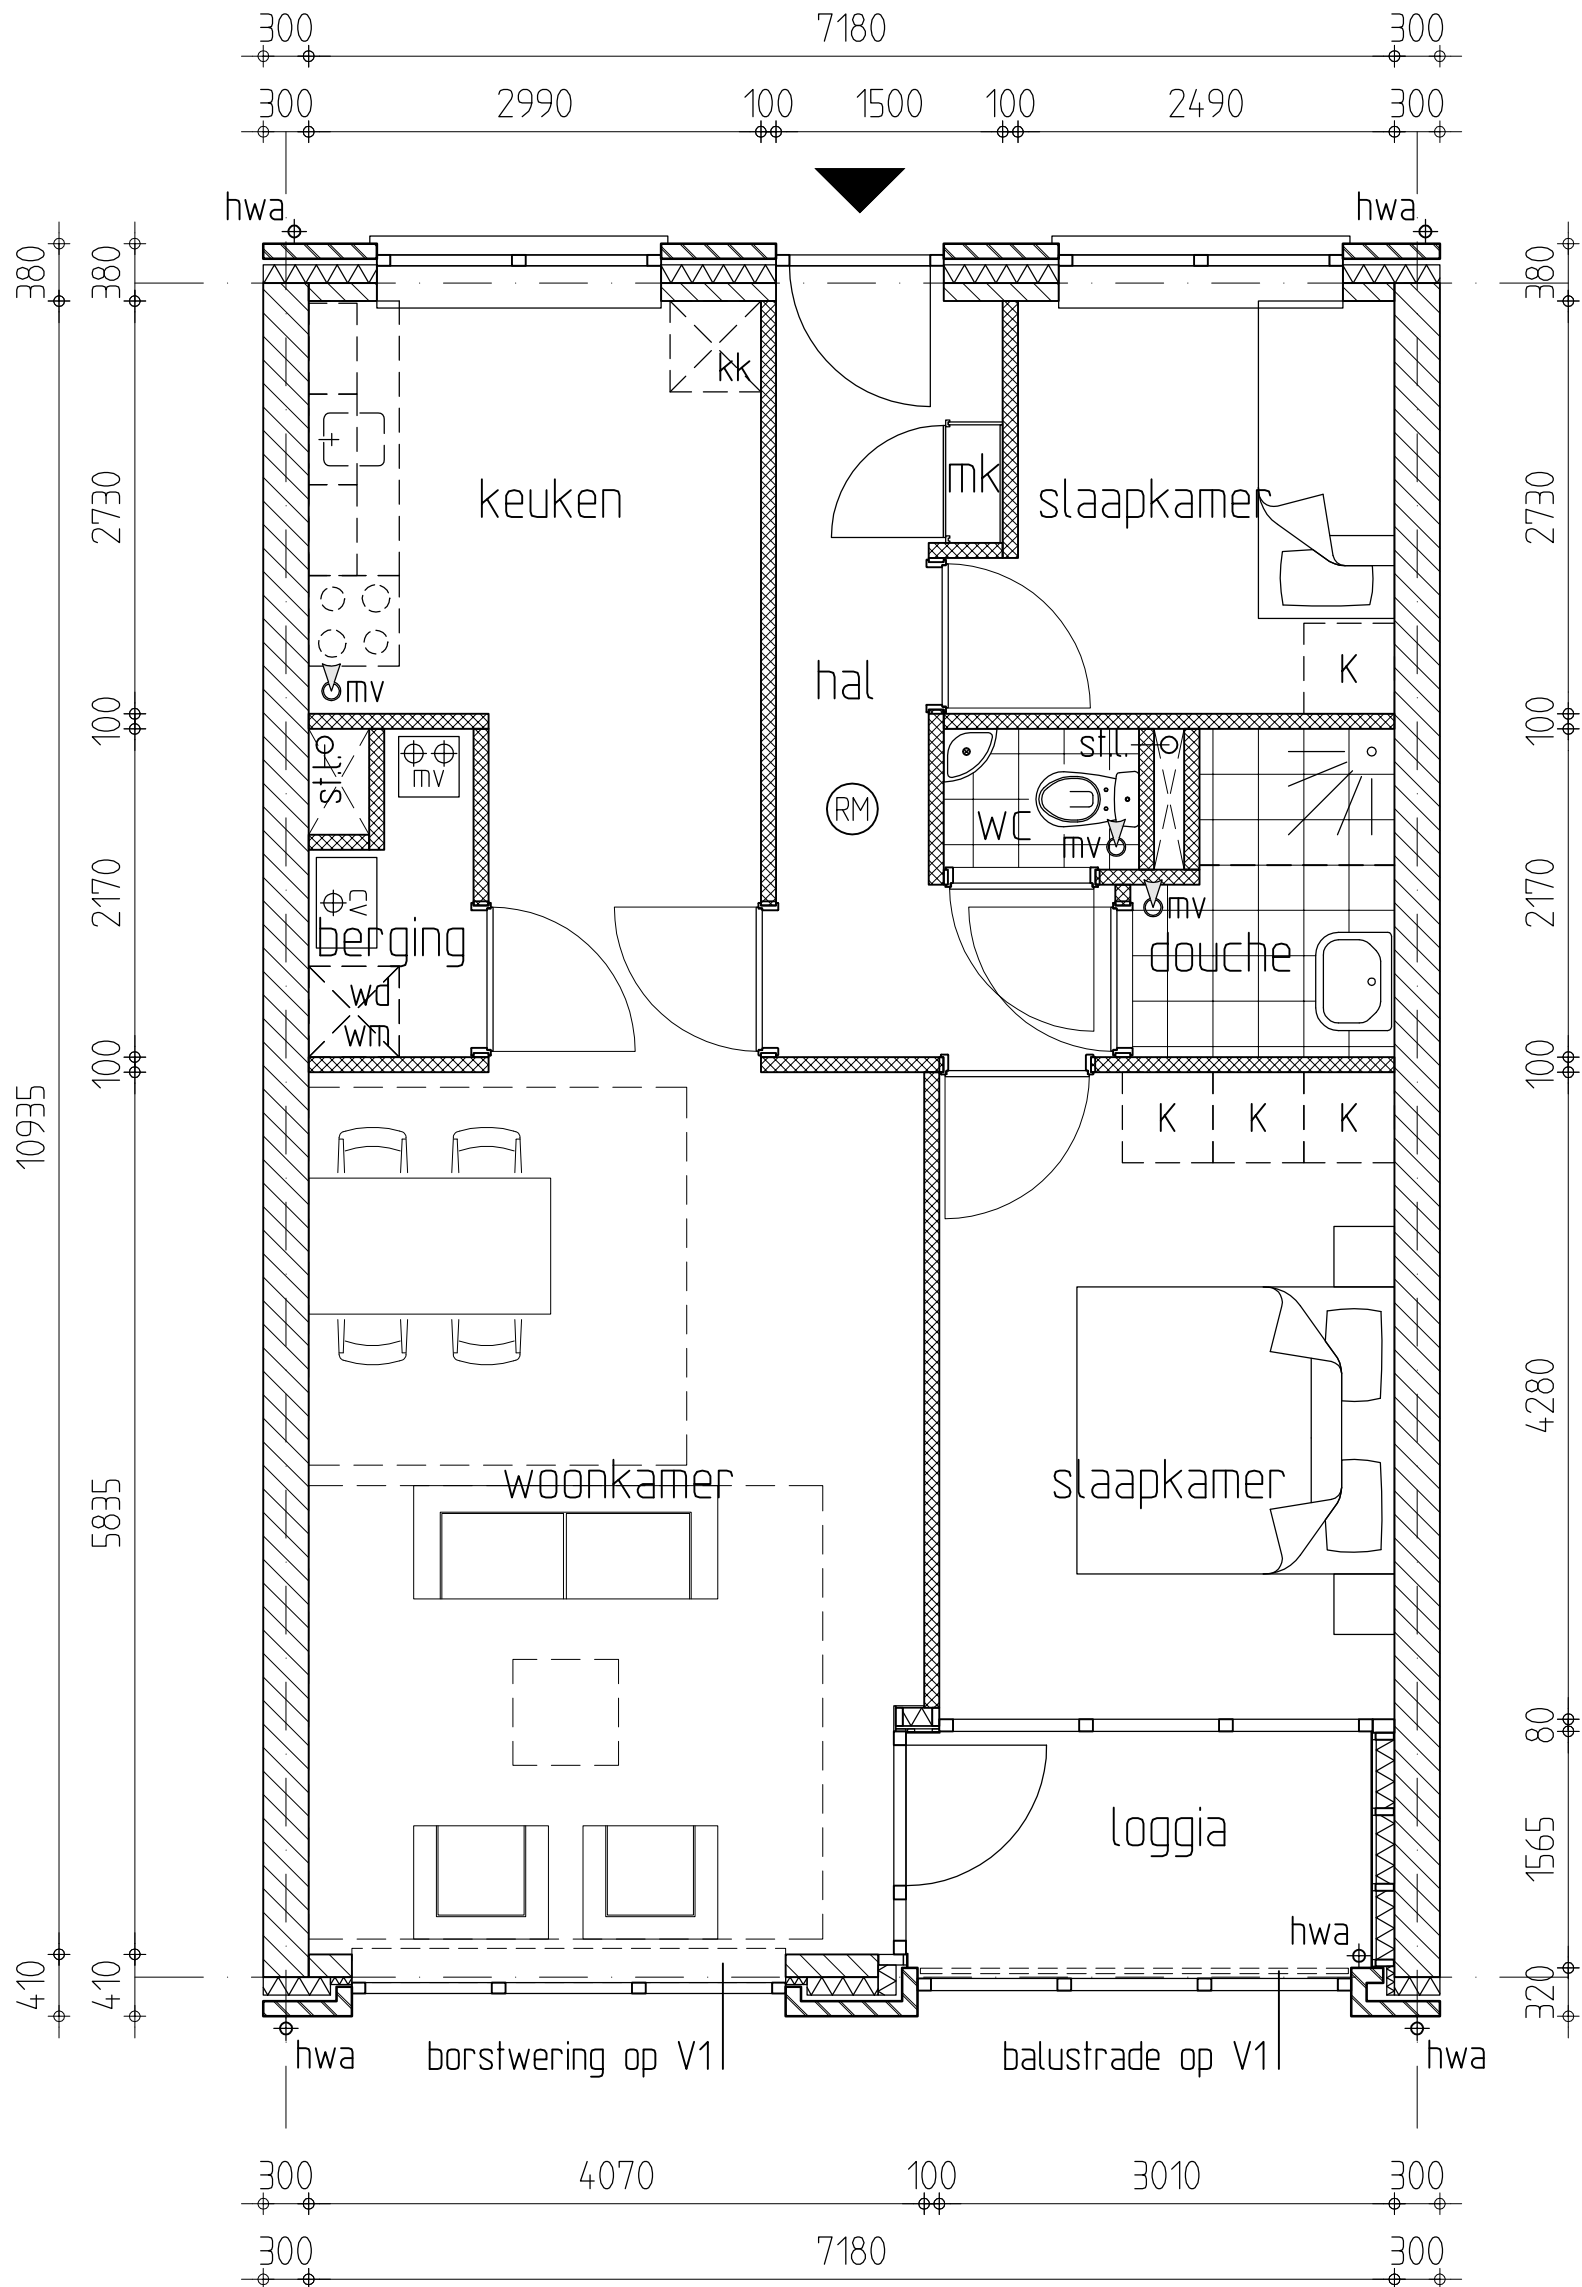 300 7180 300
300 2990 100 1500 100 2490 300
hwa hwa
380 380 380
kk
mk
keuken slaapkamer
2730 2730
hal K
mv
100 100
st.l. mv st.l.
RM
WC mv
2170 2170
cv mv
berging douche
wd
wm
100 100
K K K
10935
4280
woonkamer slaapkamer
5835
80
loggia
1565
hwa
410 410 320
hwa borstwering op V1 balustrade op V1 hwa
300 4070 100 3010 300
300 7180 300